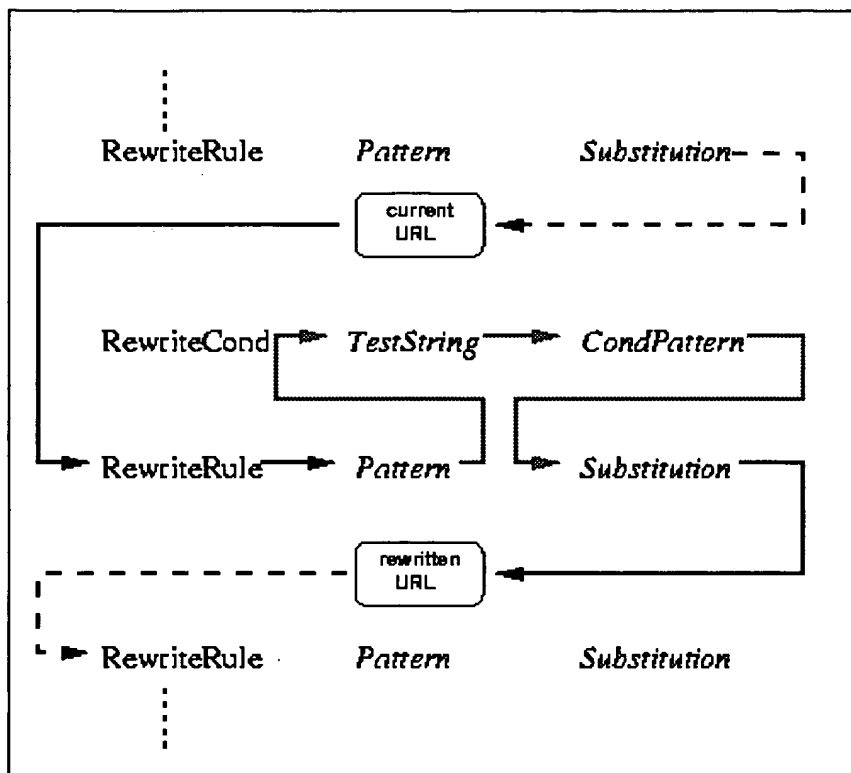 RewriteRule Pattern Substitution
current
URL
RewriteCond TestString CondPattern
RewriteRule Pattern Substitution
rewritten
URL
RewriteRule Pattern Substitution